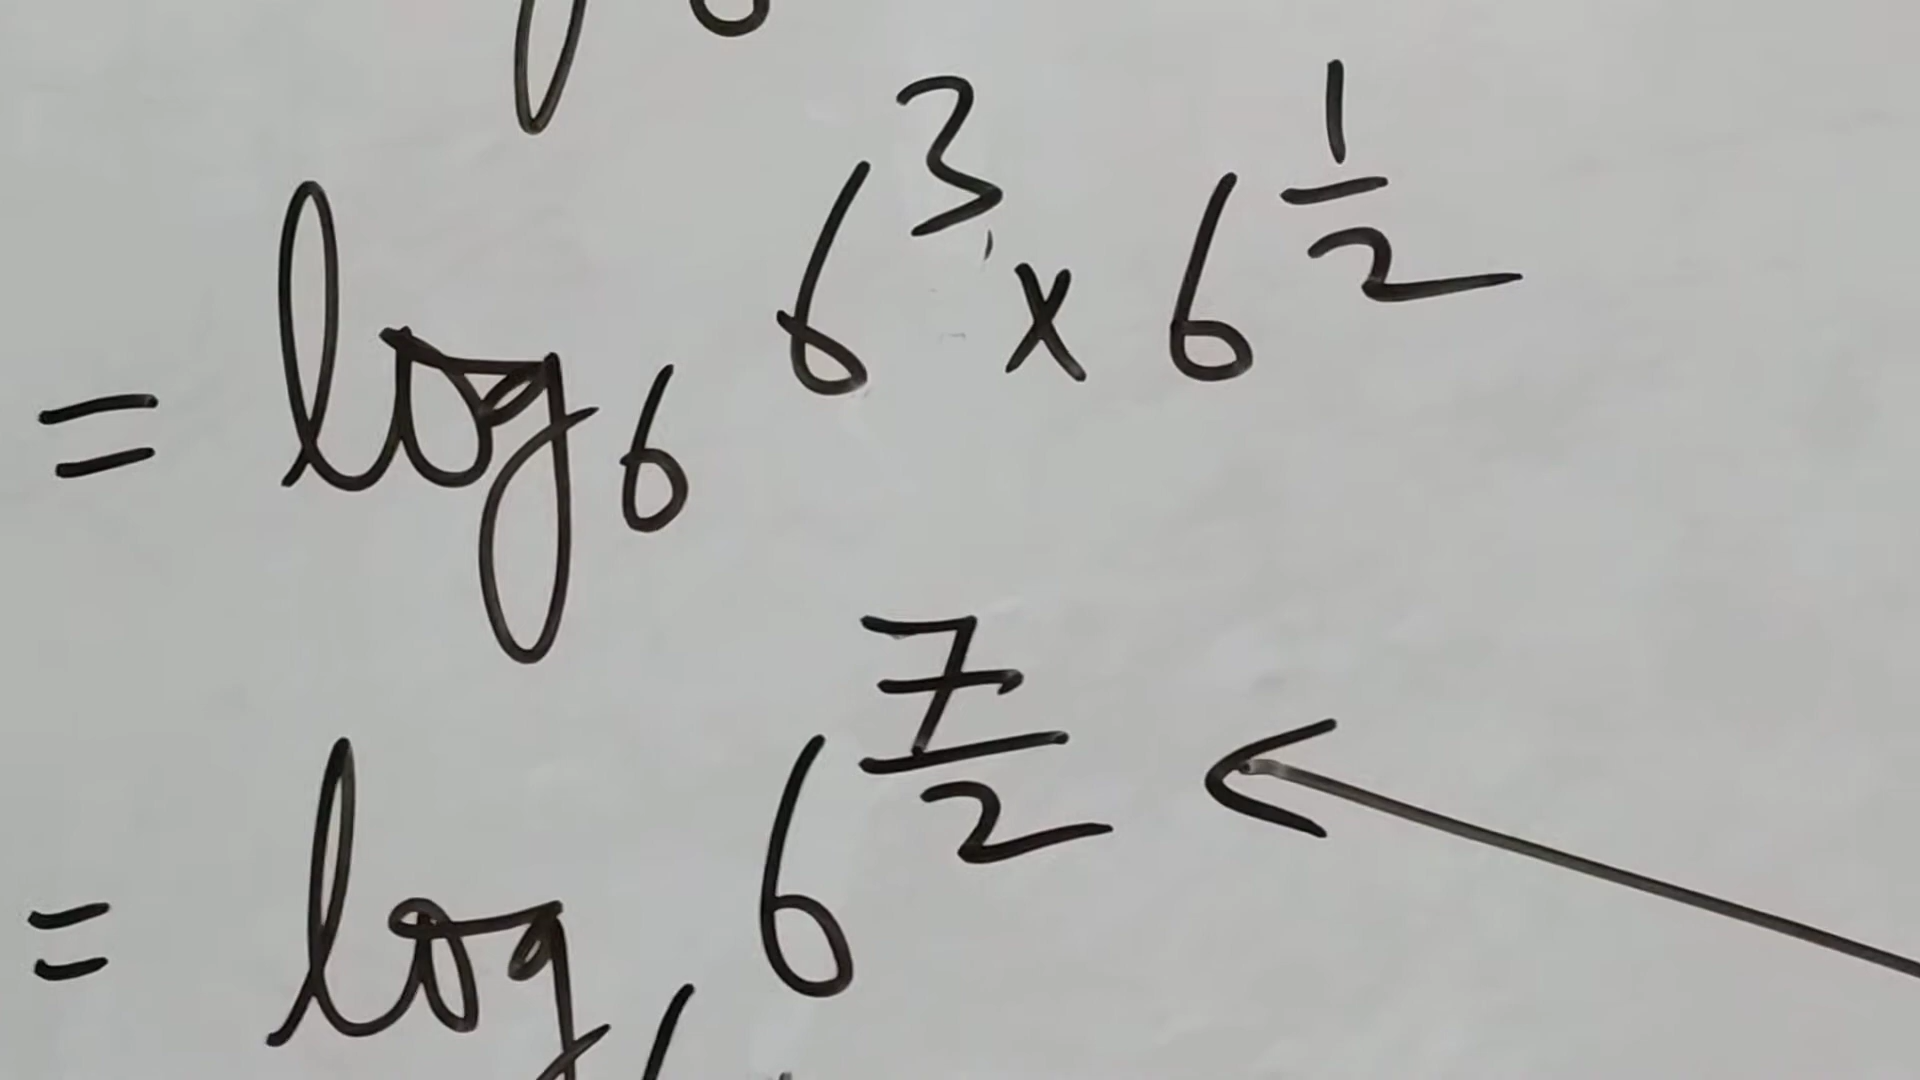 = log₆ 6³ × 6^{1/2}
= log₆ 6^{7/2} ←